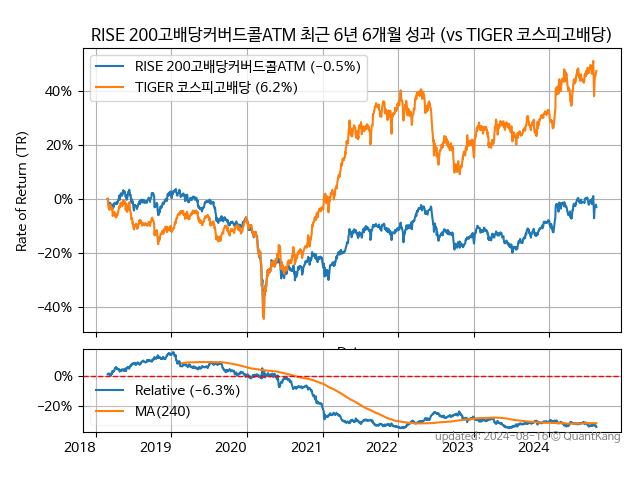 RISE 200고배당커버드콜ATM 최근 6년 6개월 성과 (vs TIGER 코스피고배당)
RISE 200고배당커버드콜ATM (−0.5%)
TIGER 코스피고배당 (6.2%)
Rate of Return (TR)
40%
20%
0%
−20%
−40%
0%
−20%
Relative (−6.3%)
MA(240)
2018
2019
2020
2021
2022
2023
2024
updated: 2024-08-16 © QuantKang